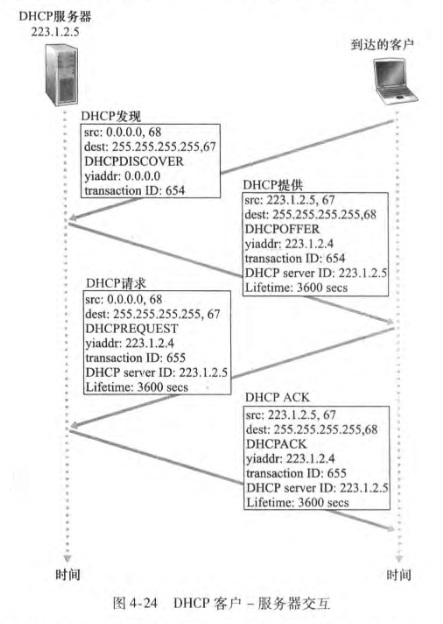 DHCP服务器
223.1.2.5
到达的客户
DHCP发现
src: 0.0.0.0, 68
dest: 255.255.255.255,67
DHCPDISCOVER
yiaddr: 0.0.0.0
transaction ID: 654
DHCP提供
src: 223.1.2.5, 67
dest: 255.255.255.255,68
DHCPOFFER
yiaddr: 223.1.2.4
transaction ID: 654
DHCP server ID: 223.1.2.5
Lifetime: 3600 secs
DHCP请求
src: 0.0.0.0, 68
dest: 255.255.255.255, 67
DHCPREQUEST
yiaddr: 223.1.2.4
transaction ID: 655
DHCP server ID: 223.1.2.5
Lifetime: 3600 secs
DHCP ACK
src: 223.1.2.5, 67
dest: 255.255.255.255,68
DHCPACK
yiaddr: 223.1.2.4
transaction ID: 655
DHCP server ID: 223.1.2.5
Lifetime: 3600 secs
时间
时间
图 4-24 DHCP 客户－服务器交互